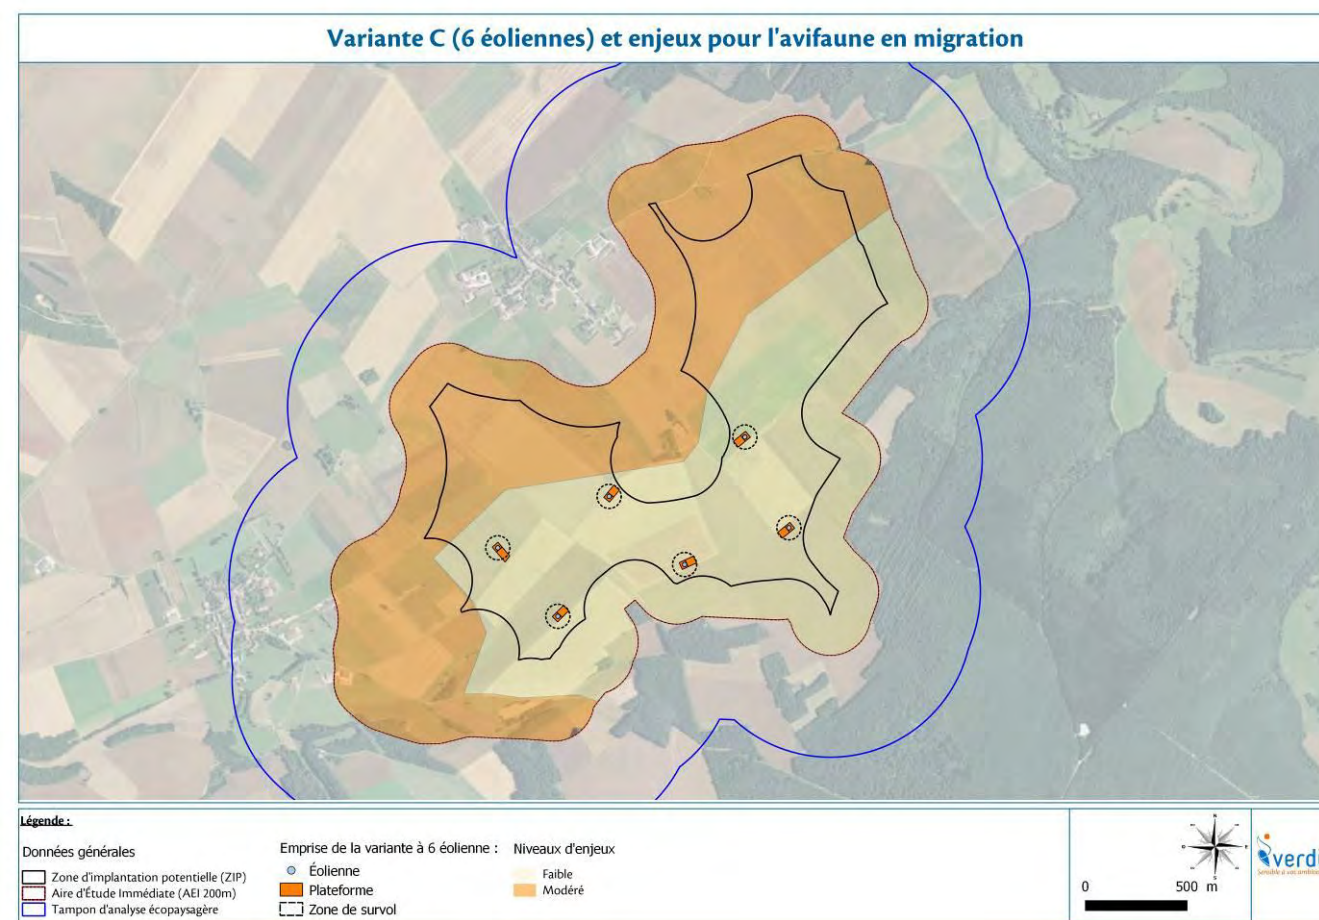 Variante C (6 éoliennes) et enjeux pour l'avifaune en migration
Légende :
Données générales
Zone d'implantation potentielle (ZIP)
Aire d'Étude Immédiate (AEI 200m)
Tampon d'analyse écopaysagère
Emprise de la variante à 6 éolienne :
Éolienne
Plateforme
Zone de survol
Niveaux d'enjeux
Faible
Modéré
0 500 m
verdi